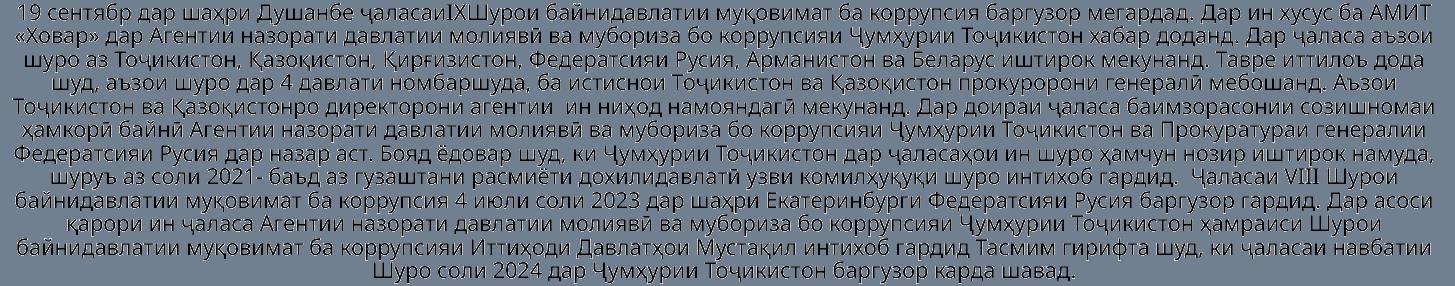 19 сентябр дар шаҳри Душанбе ҷаласаиIXШурои байнидавлатии муқовимат ба коррупсия баргузор мегардад. Дар ин хусус ба АМИТ
«Ховар» дар Агентии назорати давлатии молиявӣ ва мубориза бо коррупсияи Ҷумҳурии Тоҷикистон хабар доданд. Дар ҷаласа аъзои
шуро аз Тоҷикистон, Қазоқистон, Қирғизистон, Федератсияи Русия, Арманистон ва Беларус иштирок мекунанд. Тавре иттилоъ дода
шуд, аъзои шуро дар 4 давлати номбаршуда, ба истиснои Тоҷикистон ва Қазоқистон прокуророни генералӣ мебошанд. Аъзои
Тоҷикистон ва Қазоқистонро директорони агентии ин ниҳод намояндагӣ мекунанд. Дар доираи ҷаласа баимзорасонии созишномаи
ҳамкорӣ байнӣ Агентии назорати давлатии молиявӣ ва мубориза бо коррупсияи Ҷумҳурии Тоҷикистон ва Прокуратураи генералии
Федератсияи Русия дар назар аст. Бояд ёдовар шуд, ки Ҷумҳурии Тоҷикистон дар ҷаласаҳои ин шуро ҳамчун нозир иштирок намуда,
шуруъ аз соли 2021- баъд аз гузаштани расмиёти дохилидавлатӣ узви комилҳуқуқи шуро интихоб гардид. Ҷаласаи VIII Шурои
байнидавлатии муқовимат ба коррупсия 4 июли соли 2023 дар шаҳри Екатеринбурги Федератсияи Русия баргузор гардид. Дар асоси
қарори ин ҷаласа Агентии назорати давлатии молиявӣ ва мубориза бо коррупсияи Ҷумҳурии Тоҷикистон ҳамраиси Шурои
байнидавлатии муқовимат ба коррупсияи Иттиҳоди Давлатҳои Мустақил интихоб гардид Тасмим гирифта шуд, ки ҷаласаи навбатии
Шуро соли 2024 дар Ҷумҳурии Тоҷикистон баргузор карда шавад.